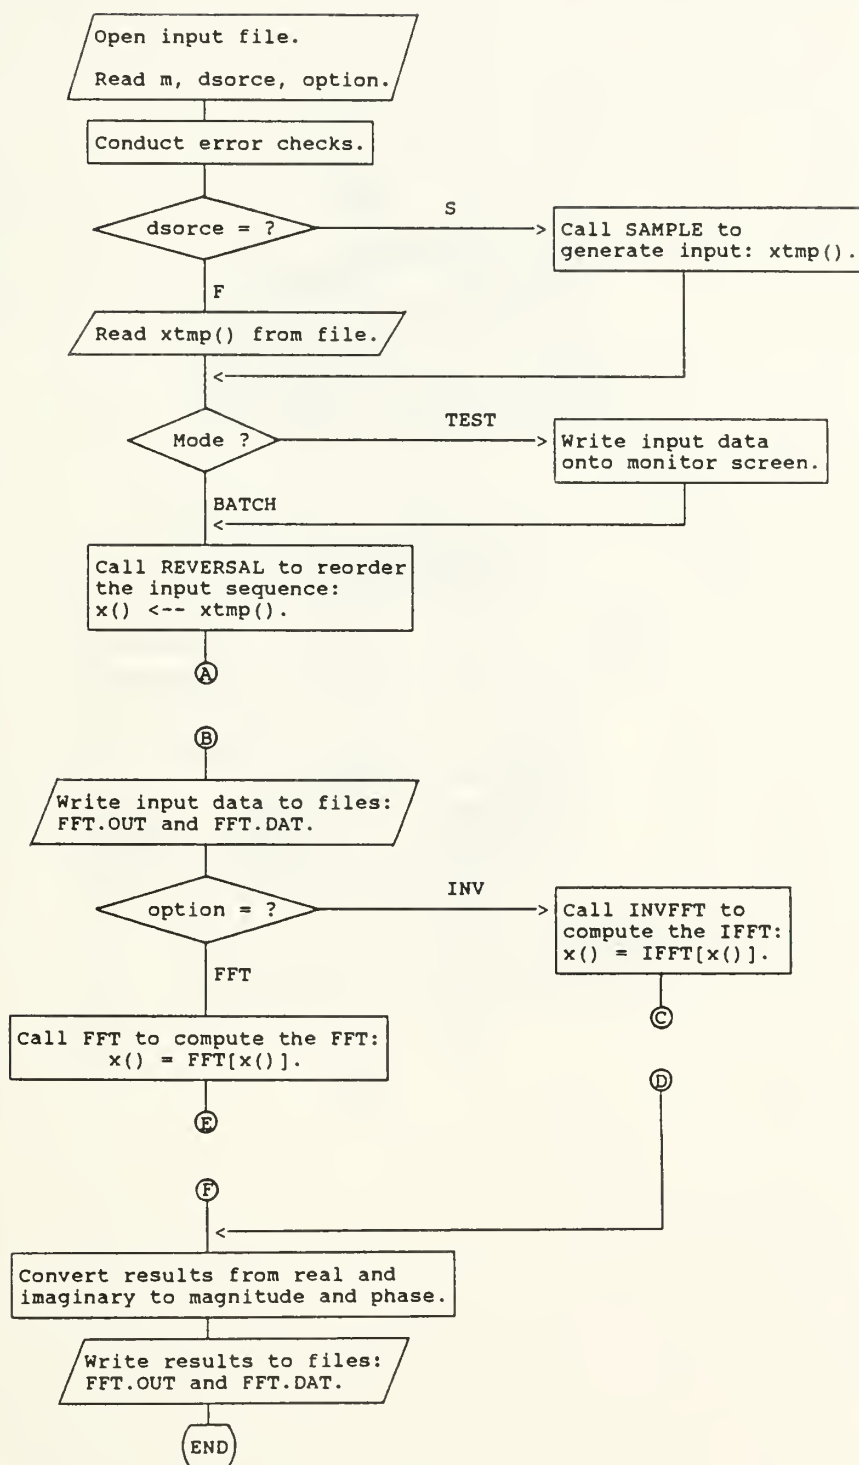 Open input file.
Read m, dsorce, option.
Conduct error checks.
dsorce = ?
S
Call SAMPLE to
generate input: xtmp().
F
Read xtmp() from file.
Mode ?
TEST
Write input data
onto monitor screen.
BATCH
Call REVERSAL to reorder
the input sequence:
x() <-- xtmp().
A
B
Write input data to files:
FFT.OUT and FFT.DAT.
option = ?
INV
Call INVFFT to
compute the IFFT:
x() = IFFT[x()].
FFT
C
Call FFT to compute the FFT:
x() = FFT[x()].
D
E
F
Convert results from real and
imaginary to magnitude and phase.
Write results to files:
FFT.OUT and FFT.DAT.
END